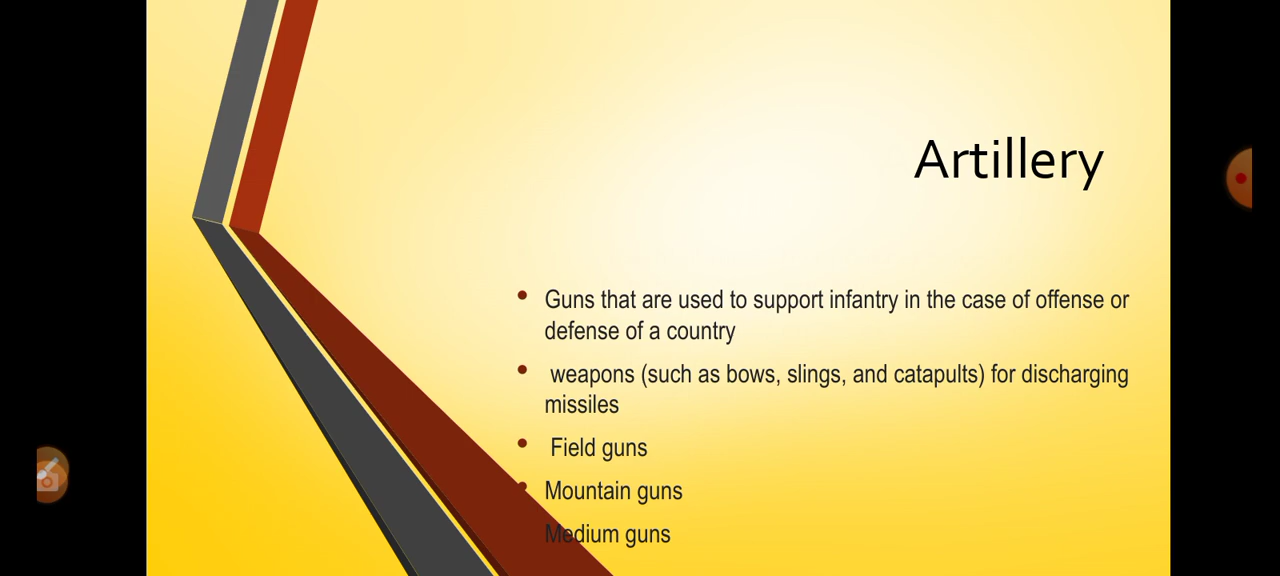 Artillery
• Guns that are used to support infantry in the case of offense or
defense of a country
• weapons (such as bows, slings, and catapults) for discharging
missiles
• Field guns
• Mountain guns
Medium guns